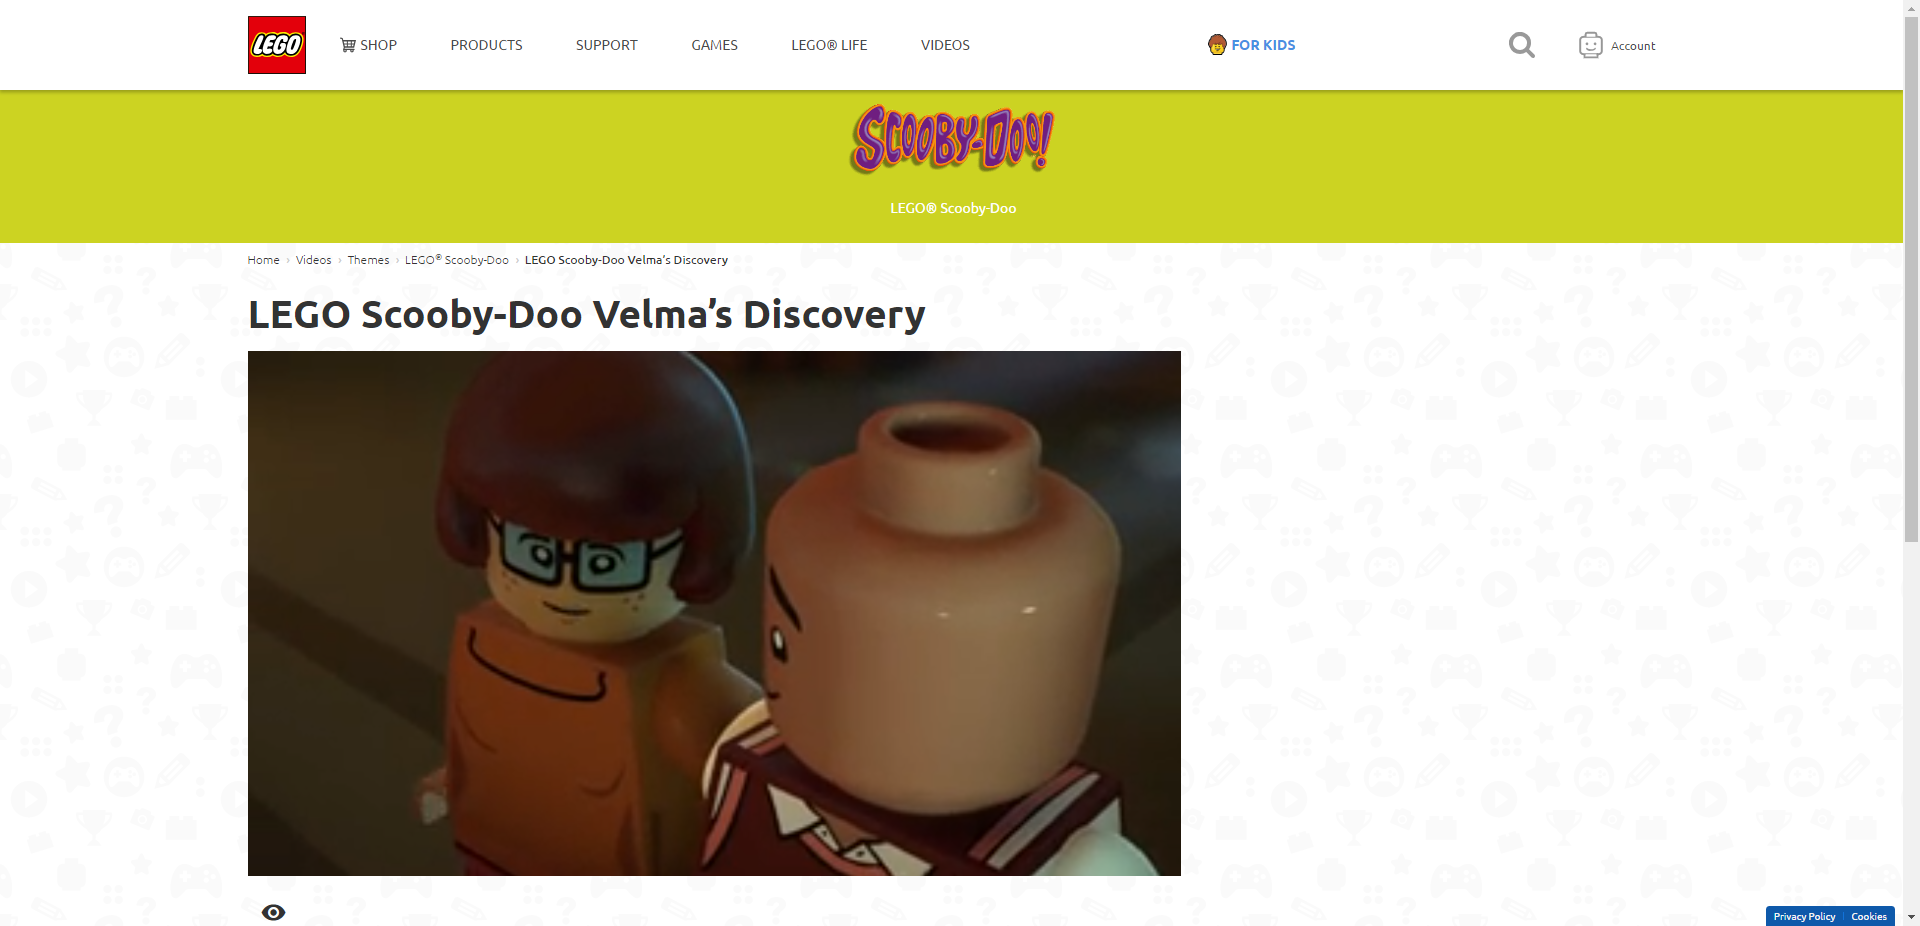 LEGO
SHOP
PRODUCTS
SUPPORT
GAMES
LEGO® LIFE
VIDEOS
FOR KIDS
Account
SCOOBY-DOO!
LEGO® Scooby-Doo
Home › Videos › Themes › LEGO® Scooby-Doo › LEGO Scooby-Doo Velma’s Discovery
LEGO Scooby-Doo Velma’s Discovery
Privacy Policy
Cookies